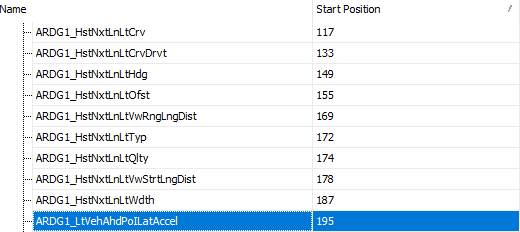 Name Start Position /
ARDG1_HstNxtLnLtCrv 117
ARDG1_HstNxtLnLtCrvDrvt 133
ARDG1_HstNxtLnLtHdg 149
ARDG1_HstNxtLnLtOfst 155
ARDG1_HstNxtLnLtVwRngLngDist 169
ARDG1_HstNxtLnLtTyp 172
ARDG1_HstNxtLnLtQlty 174
ARDG1_HstNxtLnLtVwStrtLngDist 178
ARDG1_HstNxtLnLtWdth 187
ARDG1_LtVehAhdPoILatAccel 195